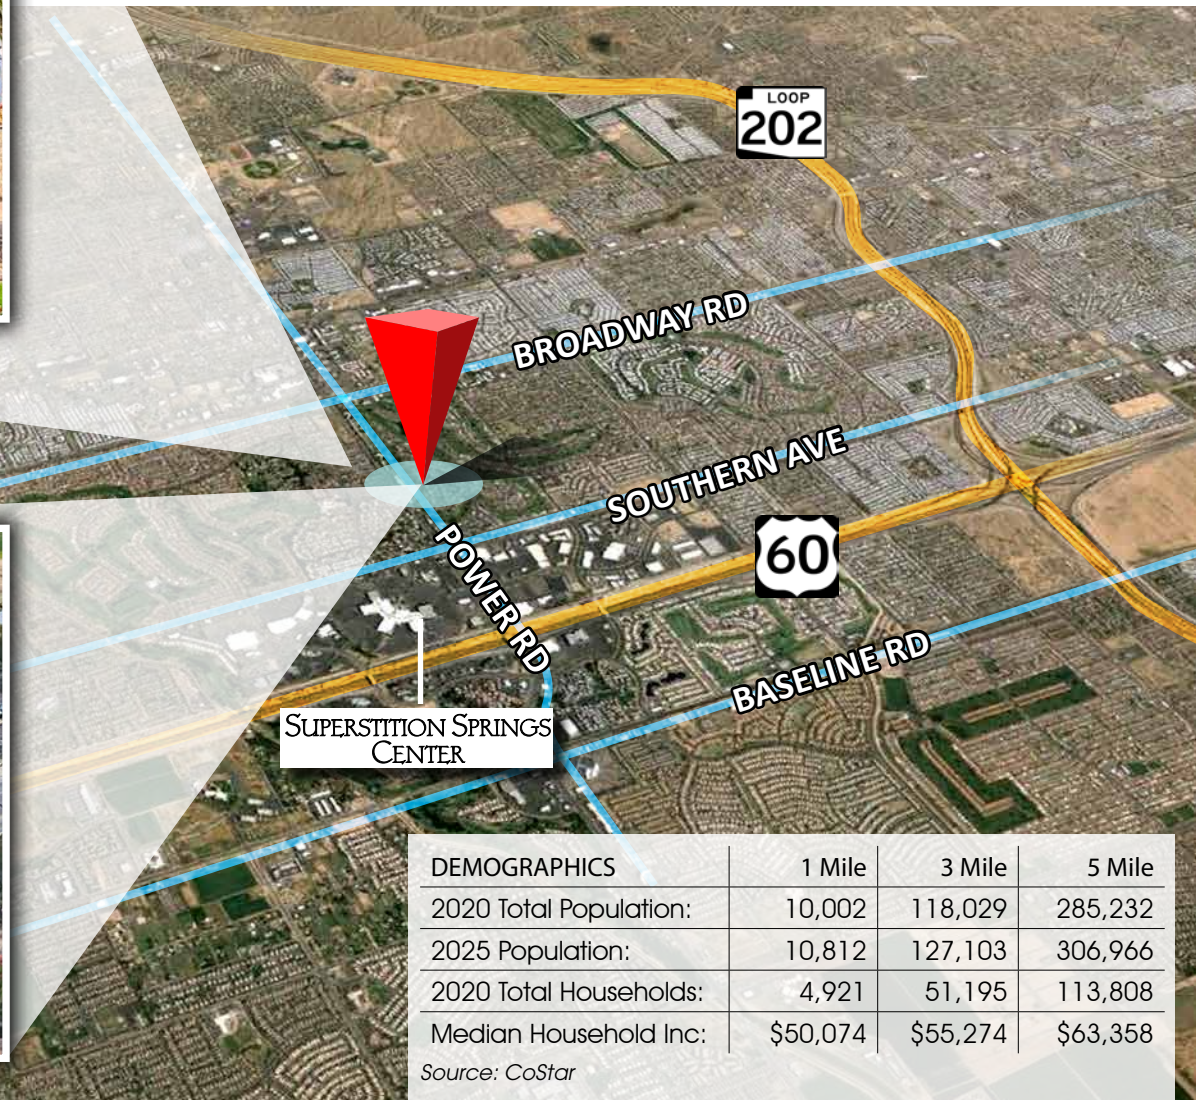 LOOP
202
BROADWAY RD
SOUTHERN AVE
60
POWER RD
BASELINE RD
SUPERSTITION SPRINGS
CENTER
DEMOGRAPHICS 1 Mile 3 Mile 5 Mile
2020 Total Population: 10,002 118,029 285,232
2025 Population: 10,812 127,103 306,966
2020 Total Households: 4,921 51,195 113,808
Median Household Inc: $50,074 $55,274 $63,358
Source: CoStar